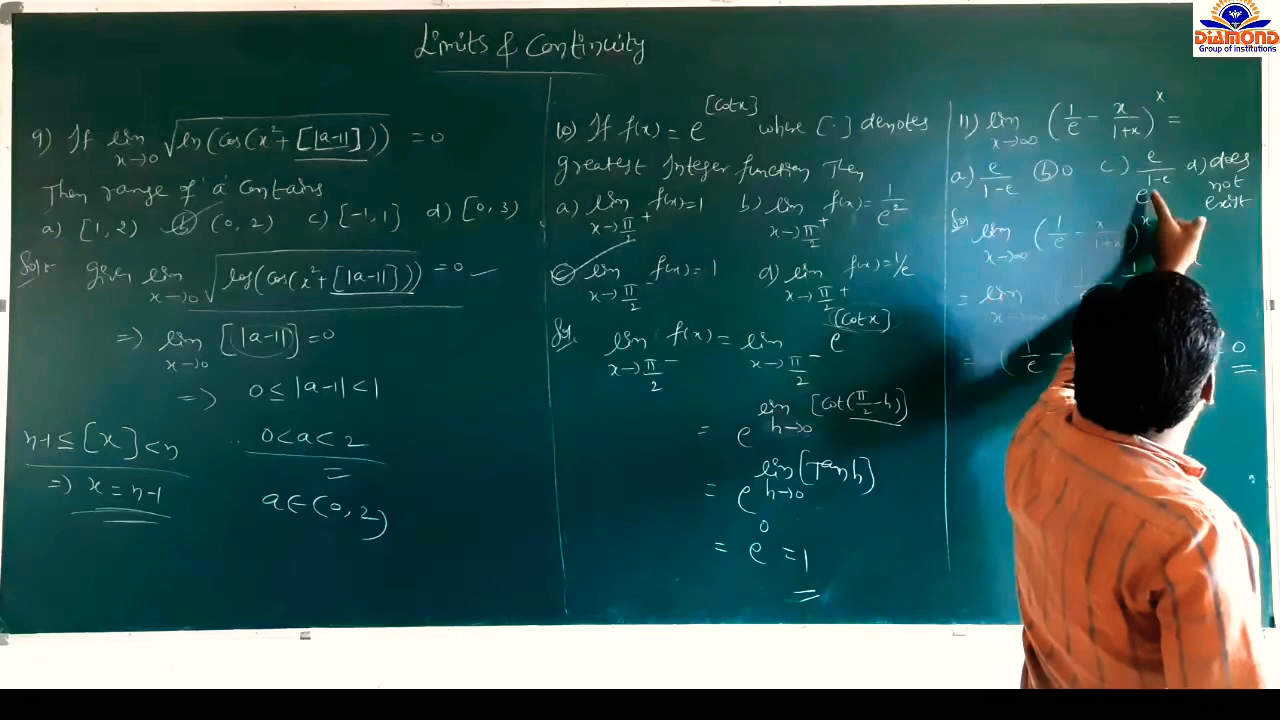 DIAMOND
Group of institutions
Limits & Continuity
9) If lim x→0 √(ln(cos(x² + [|a-1|]))) = 0
Then range of 'a' contains
a) [1, 2) b) (0, 2) c) [-1, 1] d) [0, 3)
Sol:- Given lim x→0 √(log(cos(x² + [|a-1|]))) = 0
=> lim x→0 [|a-1|] = 0
=> 0 ≤ |a-1| < 1
0 < a < 2
a ∈ (0, 2)
n-1 ≤ [x] < n
=> x = n-1
10) If f(x) = e^[cotx] where [·] denotes
greatest Integer function Then
a) lim x→π/2⁺ f(x) = 1 b) lim x→π/2⁺ f(x) = 1/e²
c) lim x→π/2⁻ f(x) = 1 d) lim x→π/2⁺ f(x) = 1/e
Sol. lim x→π/2⁻ f(x) = lim x→π/2⁻ e^[cotx]
= e^lim h→0 [cot(π/2 - h)]
= e^lim h→0 [Tanh]
= e^0 = 1
11) lim x→∞ (1/e - x/(1+x))^x =
a) e/(1-e) b) 0 c) e/(1-e) d) does
not
exist
e
Sol lim x→∞ (1/e - x/(1+x))^x
= lim x→∞
= (1/e - 
= 0